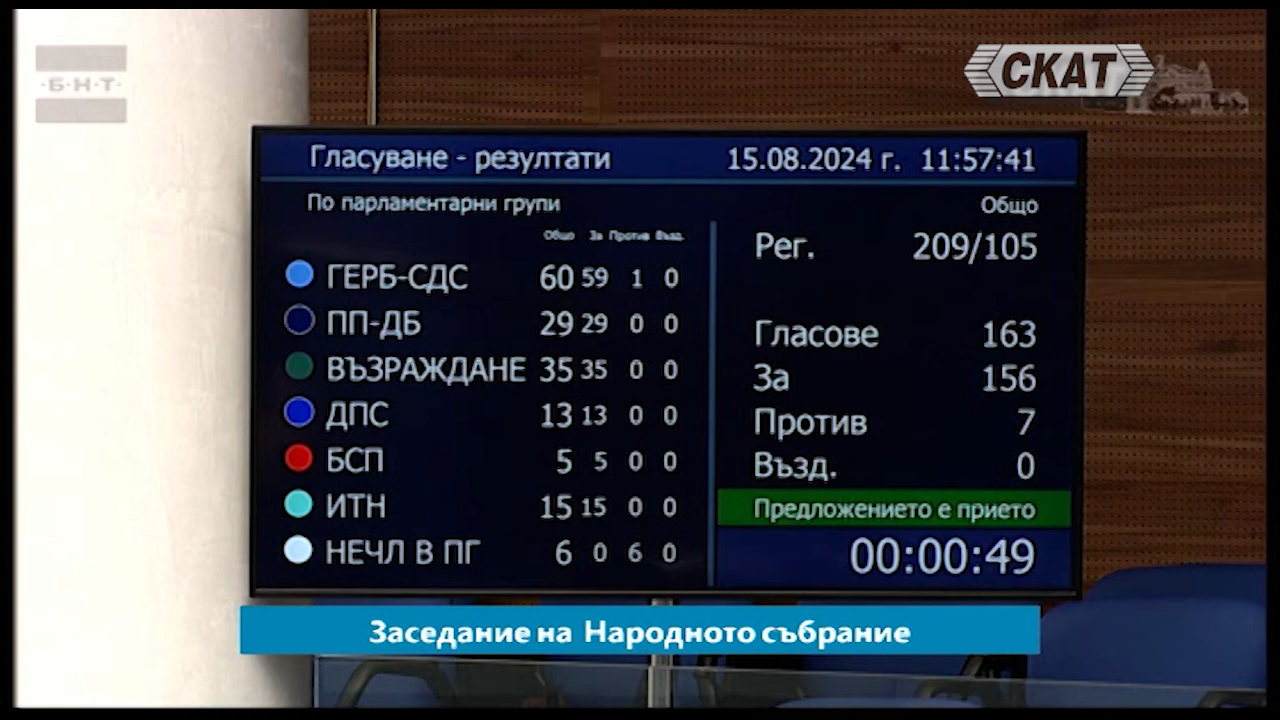 ·Б·Н·Т·
СКАТ
Гласуване - резултати 15.08.2024 г. 11:57:41
По парламентарни групи Общо
Общо За Против Възд.
Рег. 209/105
ГЕРБ-СДС 60 59 1 0
ПП-ДБ 29 29 0 0
Гласове 163
ВЪЗРАЖДАНЕ 35 35 0 0
За 156
ДПС 13 13 0 0
Против 7
БСП 5 5 0 0
Възд. 0
ИТН 15 15 0 0
Предложението е прието
НЕЧЛ В ПГ 6 0 6 0
00:00:49
Заседание на Народното събрание